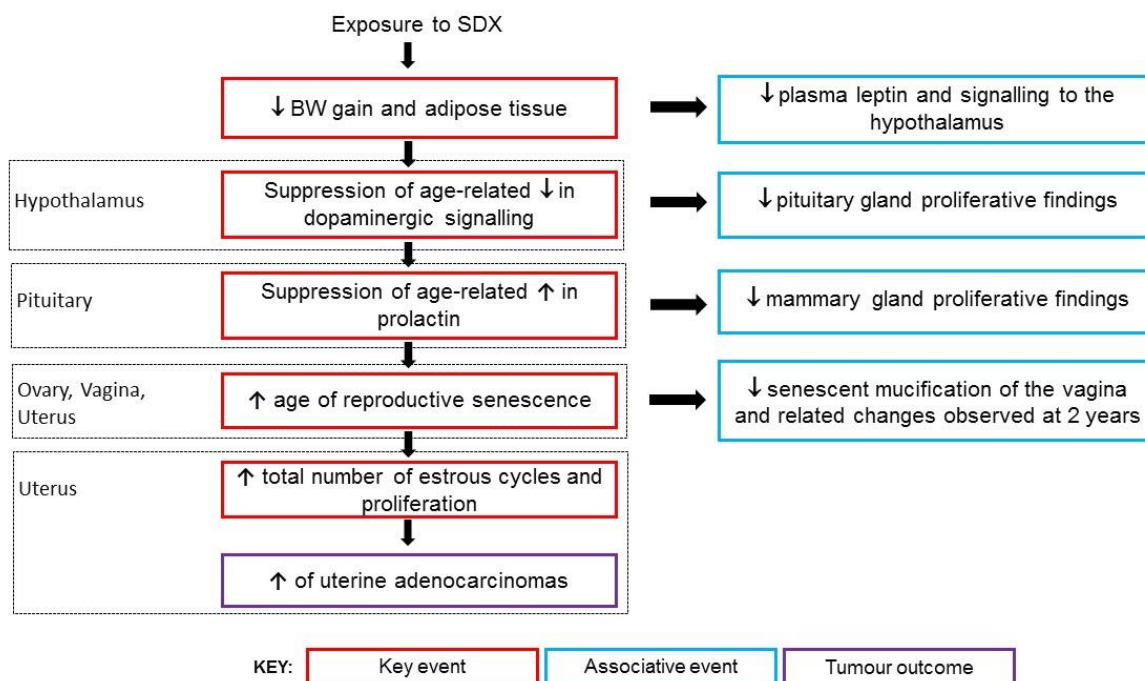 Exposure to SDX
↓ BW gain and adipose tissue
↓ plasma leptin and signalling to the
hypothalamus
Hypothalamus
Suppression of age-related ↓ in
dopaminergic signalling
↓ pituitary gland proliferative findings
Pituitary
Suppression of age-related ↑ in
prolactin
↓ mammary gland proliferative findings
Ovary, Vagina,
Uterus
↑ age of reproductive senescence
↓ senescent mucification of the vagina
and related changes observed at 2 years
Uterus
↑ total number of estrous cycles and
proliferation
↑ of uterine adenocarcinomas
KEY:
Key event
Associative event
Tumour outcome